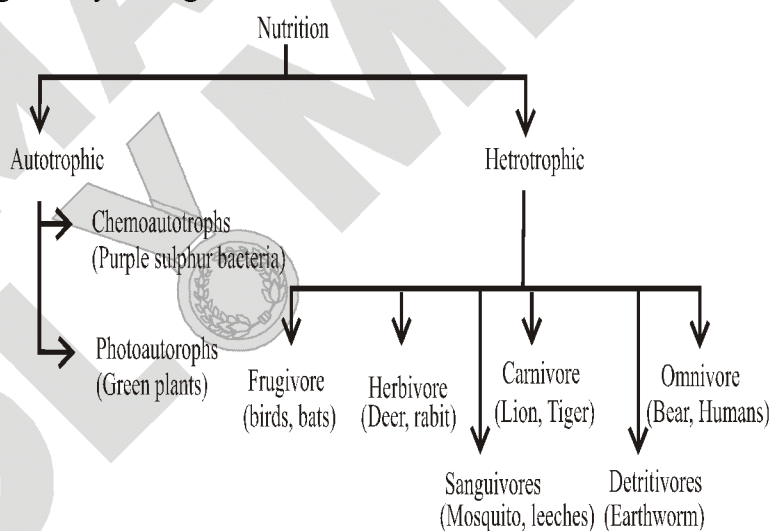 Nutrition
Autotrophic
Hetrotrophic
Chemoautotrophs
(Purple sulphur bacteria)
Photoautorophs
(Green plants)
Frugivore
(birds, bats)
Herbivore
(Deer, rabit)
Carnivore
(Lion, Tiger)
Omnivore
(Bear, Humans)
Sanguivores
(Mosquito, leeches)
Detritivores
(Earthworm)